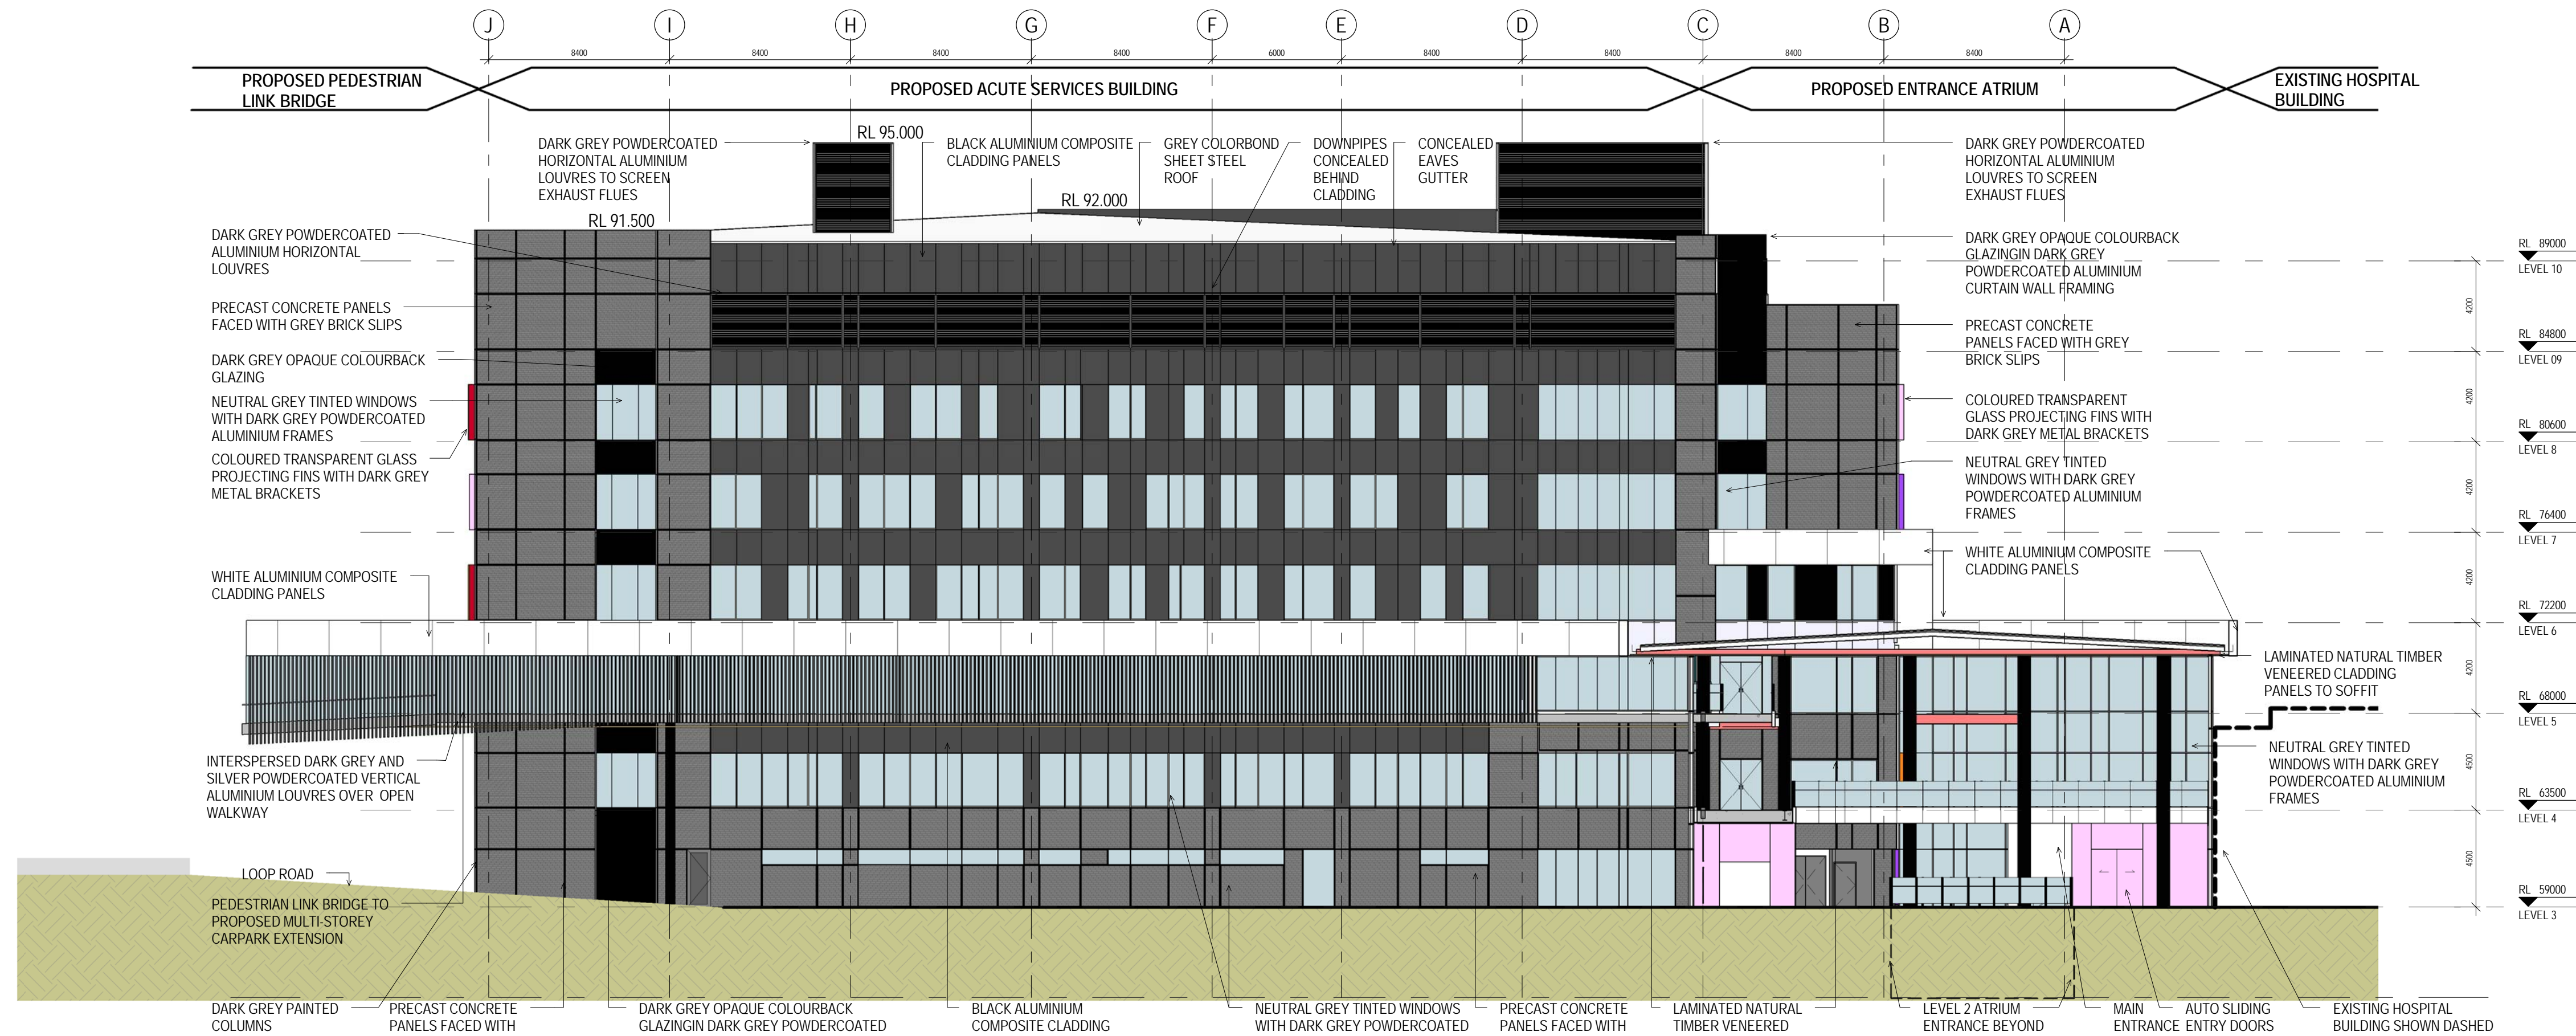 J I H G F E D C B A
8400 8400 8400 8400 6000 8400 8400 8400 8400
PROPOSED PEDESTRIAN
LINK BRIDGE
PROPOSED ACUTE SERVICES BUILDING
PROPOSED ENTRANCE ATRIUM
EXISTING HOSPITAL
BUILDING
DARK GREY POWDERCOATED
HORIZONTAL ALUMINIUM
LOUVRES TO SCREEN
EXHAUST FLUES
RL 95.000
BLACK ALUMINIUM COMPOSITE
CLADDING PANELS
GREY COLORBOND
SHEET STEEL
ROOF
DOWNPIPES
CONCEALED
BEHIND
CLADDING
CONCEALED
EAVES
GUTTER
DARK GREY POWDERCOATED
HORIZONTAL ALUMINIUM
LOUVRES TO SCREEN
EXHAUST FLUES
RL 92.000
RL 91.500
DARK GREY POWDERCOATED
ALUMINIUM HORIZONTAL
LOUVRES
PRECAST CONCRETE PANELS
FACED WITH GREY BRICK SLIPS
DARK GREY OPAQUE COLOURBACK
GLAZING
NEUTRAL GREY TINTED WINDOWS
WITH DARK GREY POWDERCOATED
ALUMINIUM FRAMES
COLOURED TRANSPARENT GLASS
PROJECTING FINS WITH DARK GREY
METAL BRACKETS
WHITE ALUMINIUM COMPOSITE
CLADDING PANELS
INTERSPERSED DARK GREY AND
SILVER POWDERCOATED VERTICAL
ALUMINIUM LOUVRES OVER OPEN
WALKWAY
LOOP ROAD
PEDESTRIAN LINK BRIDGE TO
PROPOSED MULTI-STOREY
CARPARK EXTENSION
DARK GREY OPAQUE COLOURBACK
GLAZINGIN DARK GREY
POWDERCOATED ALUMINIUM
CURTAIN WALL FRAMING
PRECAST CONCRETE
PANELS FACED WITH GREY
BRICK SLIPS
COLOURED TRANSPARENT
GLASS PROJECTING FINS WITH
DARK GREY METAL BRACKETS
NEUTRAL GREY TINTED
WINDOWS WITH DARK GREY
POWDERCOATED ALUMINIUM
FRAMES
WHITE ALUMINIUM COMPOSITE
CLADDING PANELS
LAMINATED NATURAL TIMBER
VENEERED CLADDING
PANELS TO SOFFIT
NEUTRAL GREY TINTED
WINDOWS WITH DARK GREY
POWDERCOATED ALUMINIUM
FRAMES
RL 89000
LEVEL 10
4200
RL 84800
LEVEL 09
4200
RL 80600
LEVEL 8
4200
RL 76400
LEVEL 7
4200
RL 72200
LEVEL 6
4200
RL 68000
LEVEL 5
4500
RL 63500
LEVEL 4
4500
RL 59000
LEVEL 3
DARK GREY PAINTED
COLUMNS
PRECAST CONCRETE
PANELS FACED WITH
DARK GREY OPAQUE COLOURBACK
GLAZINGIN DARK GREY POWDERCOATED
BLACK ALUMINIUM
COMPOSITE CLADDING
NEUTRAL GREY TINTED WINDOWS
WITH DARK GREY POWDERCOATED
PRECAST CONCRETE
PANELS FACED WITH
LAMINATED NATURAL
TIMBER VENEERED
LEVEL 2 ATRIUM
ENTRANCE BEYOND
MAIN
ENTRANCE
AUTO SLIDING
ENTRY DOORS
EXISTING HOSPITAL
BUILDING SHOWN DASHED